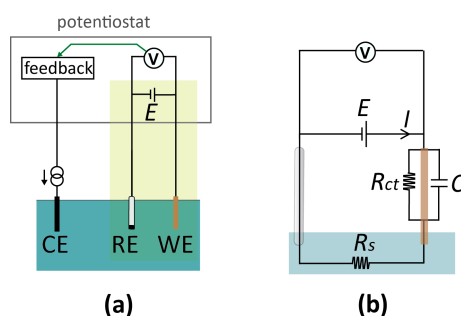 potentiostat
feedback
V
E
CE RE WE
(a)
V
E I
Rct
Rs
(b)